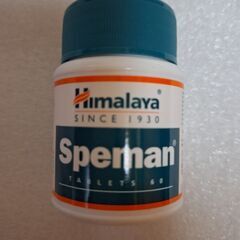 Himalaya
SINCE 1930
Speman®
TABLETS 60